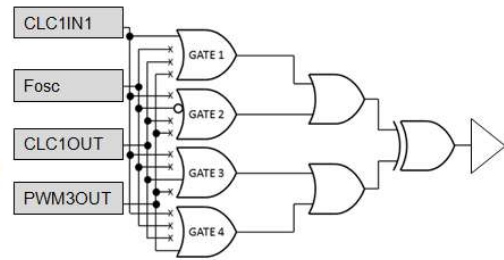 CLC1IN1
GATE 1
Fosc
GATE 2
CLC1OUT
GATE 3
PWM3OUT
GATE 4